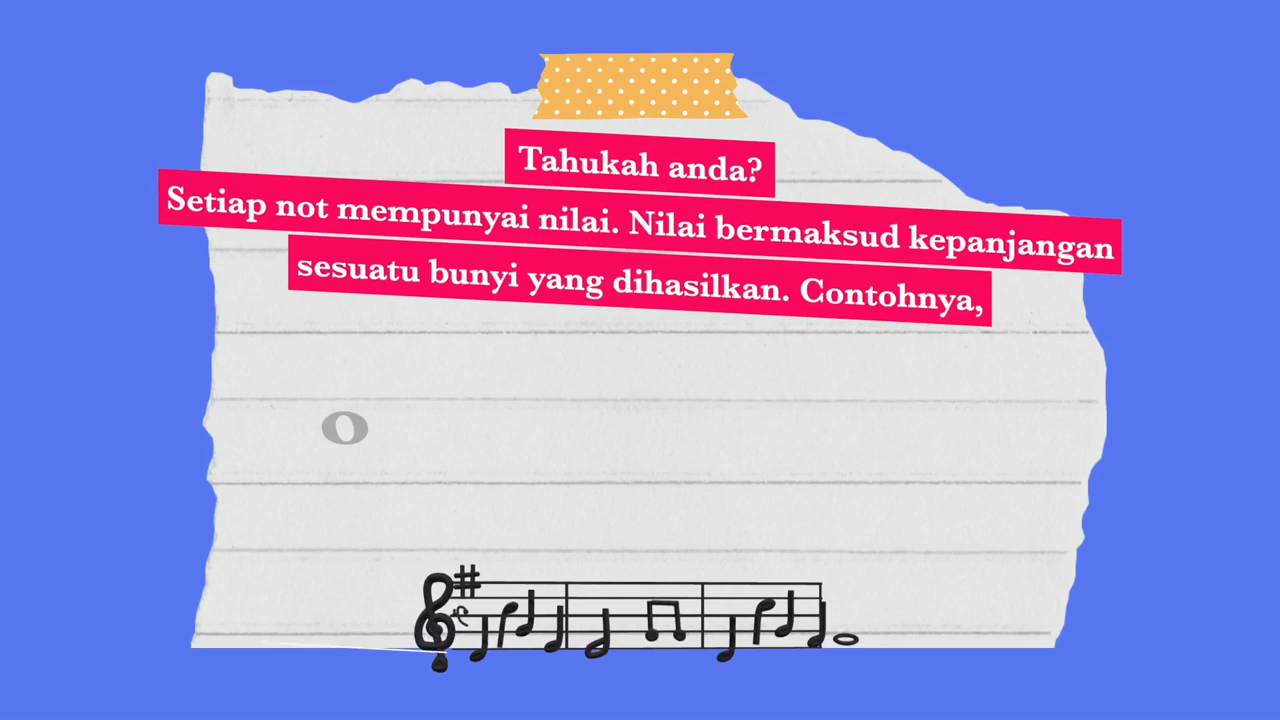 Tahukah anda?
Setiap not mempunyai nilai. Nilai bermaksud kepanjangan
sesuatu bunyi yang dihasilkan. Contohnya,